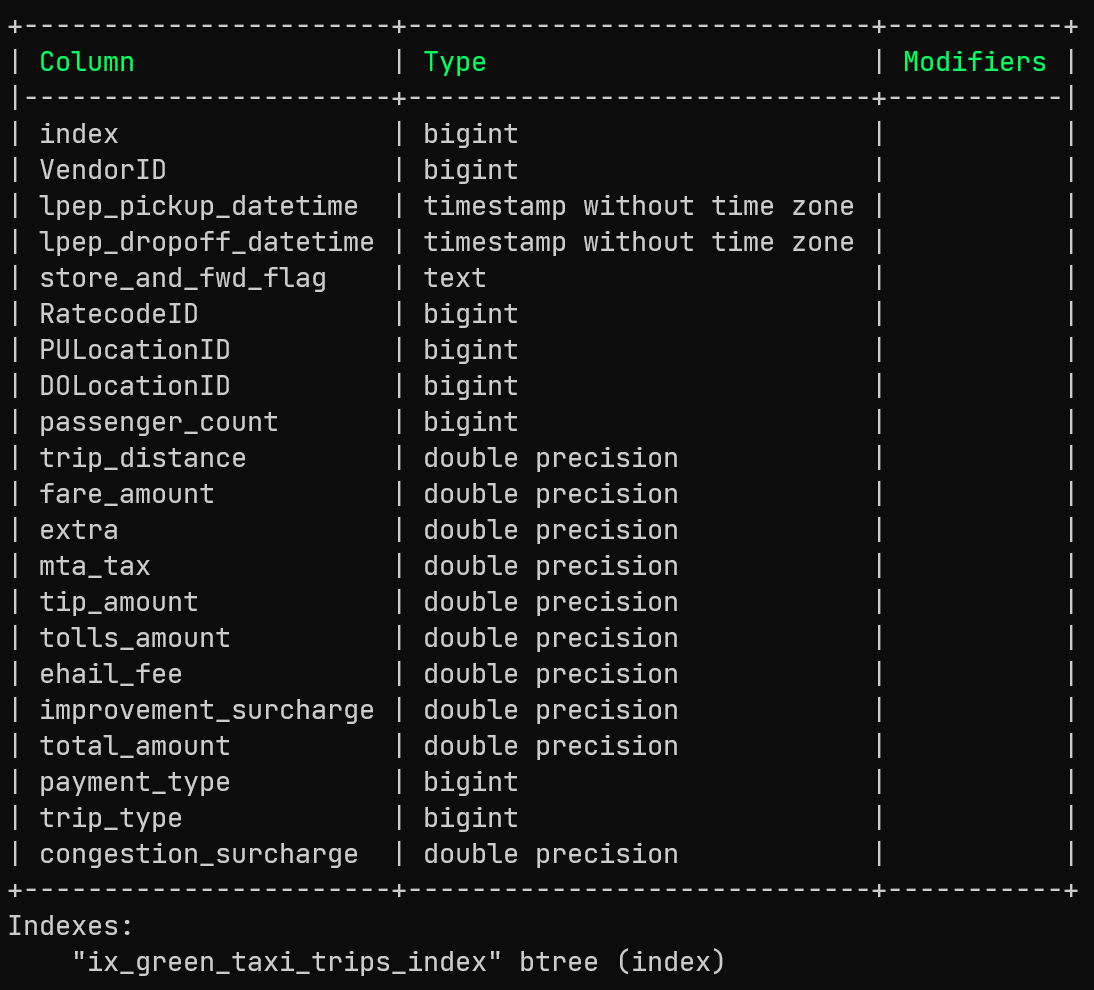 +-----------------------+-----------------------------+-----------+
| Column                | Type                        | Modifiers |
|-----------------------+-----------------------------+-----------|
| index                 | bigint                      |           |
| VendorID              | bigint                      |           |
| lpep_pickup_datetime  | timestamp without time zone |           |
| lpep_dropoff_datetime | timestamp without time zone |           |
| store_and_fwd_flag    | text                        |           |
| RatecodeID            | bigint                      |           |
| PULocationID          | bigint                      |           |
| DOLocationID          | bigint                      |           |
| passenger_count       | bigint                      |           |
| trip_distance         | double precision            |           |
| fare_amount           | double precision            |           |
| extra                 | double precision            |           |
| mta_tax               | double precision            |           |
| tip_amount            | double precision            |           |
| tolls_amount          | double precision            |           |
| ehail_fee             | double precision            |           |
| improvement_surcharge | double precision            |           |
| total_amount          | double precision            |           |
| payment_type          | bigint                      |           |
| trip_type             | bigint                      |           |
| congestion_surcharge  | double precision            |           |
+-----------------------+-----------------------------+-----------+
Indexes:
    "ix_green_taxi_trips_index" btree (index)